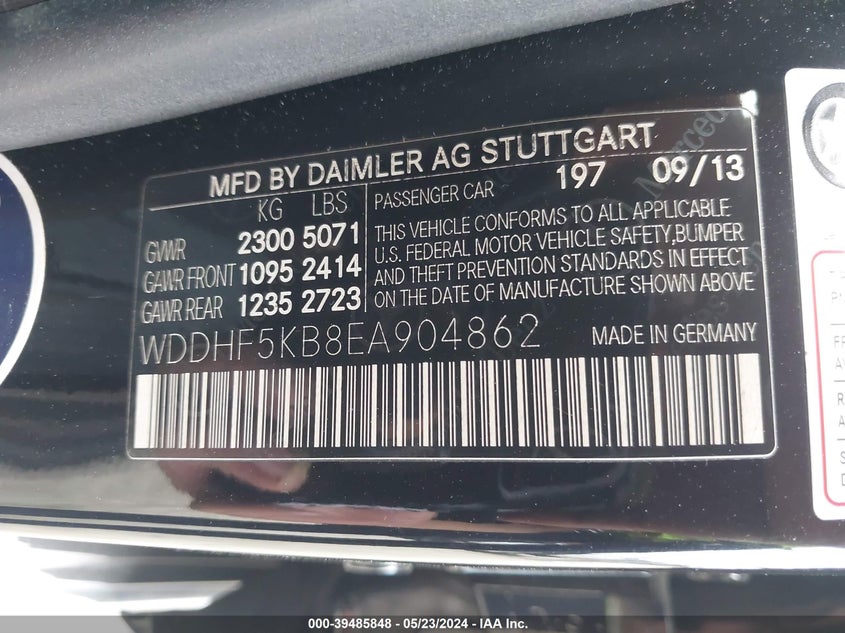 MFD BY DAIMLER AG STUTTGART
KG LBS
GVWR 2300 5071
GAWR FRONT 1095 2414
GAWR REAR 1235 2723
PASSENGER CAR 197 09/13
THIS VEHICLE CONFORMS TO ALL APPLICABLE
U.S. FEDERAL MOTOR VEHICLE SAFETY,BUMPER
AND THEFT PREVENTION STANDARDS IN EFFECT
ON THE DATE OF MANUFACTURE SHOWN ABOVE
WDDHF5KB8EA904862
MADE IN GERMANY
000-39485848 - 05/23/2024 - IAA Inc.